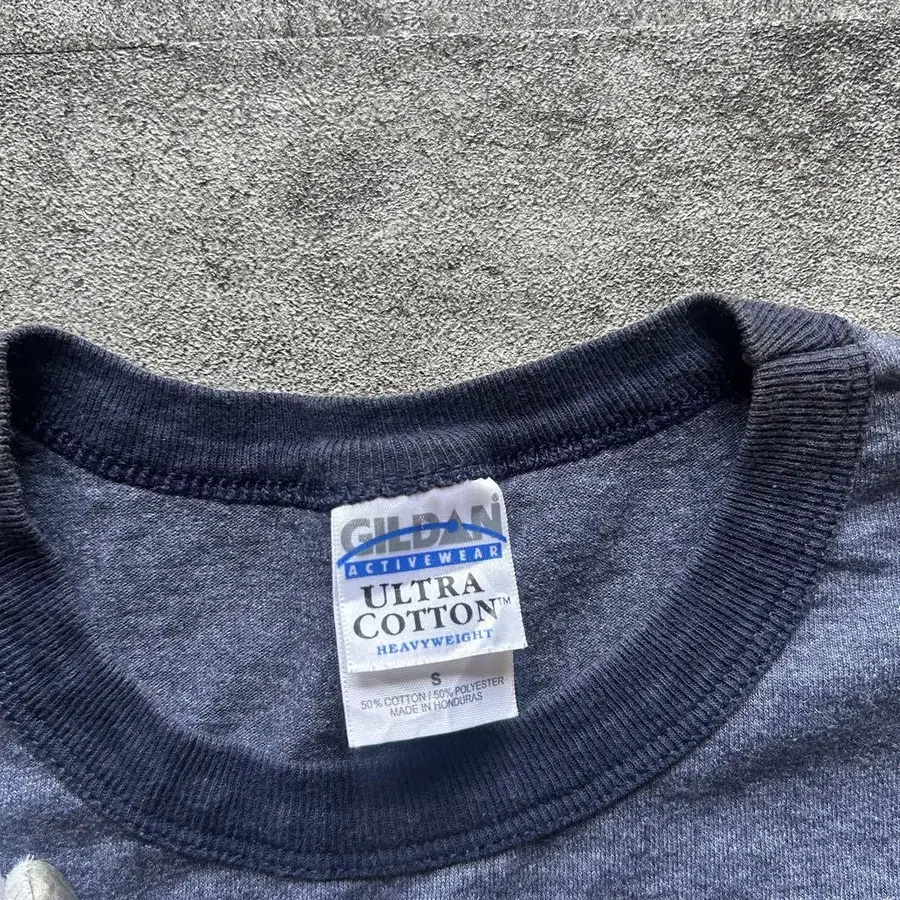 GILDAN
ACTIVEWEAR
ULTRA
COTTON™
HEAVYWEIGHT
S
50% COTTON / 50% POLYESTER
MADE IN HONDURAS